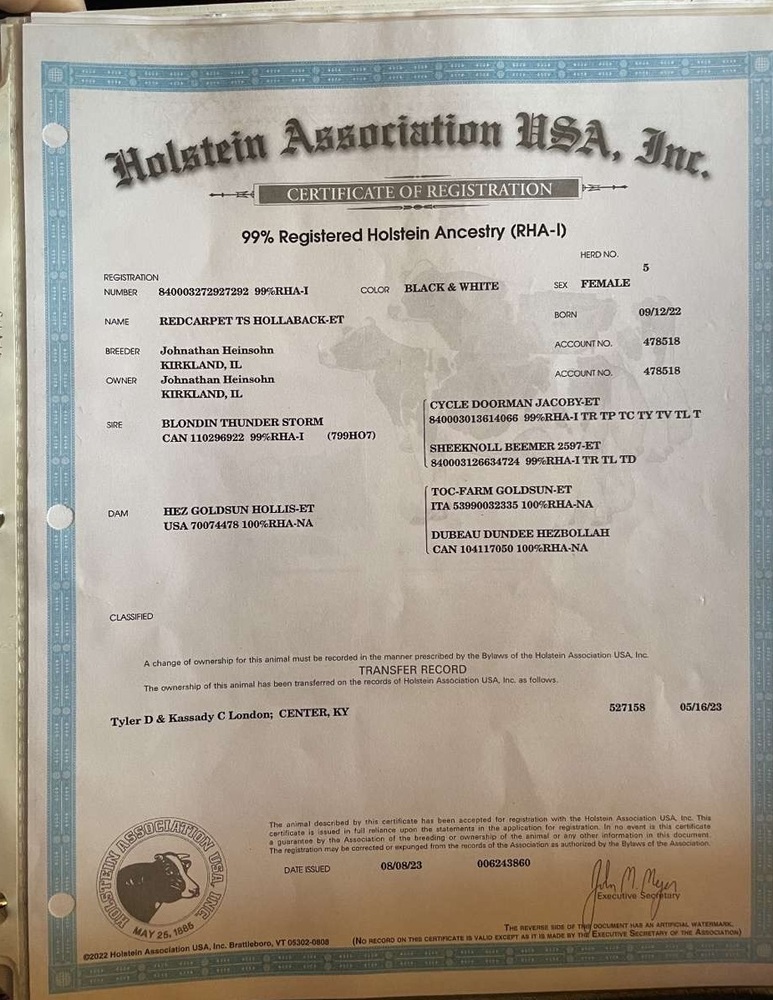 Holstein Association USA, Inc.
CERTIFICATE OF REGISTRATION
99% Registered Holstein Ancestry (RHA-I)
HERD NO.
5
REGISTRATION
NUMBER 840003272927292 99%RHA-I COLOR BLACK & WHITE SEX FEMALE
NAME REDCARPET TS HOLLABACK-ET BORN 09/12/22
BREEDER Johnathan Heinsohn ACCOUNT NO. 478518
KIRKLAND, IL
OWNER Johnathan Heinsohn ACCOUNT NO. 478518
KIRKLAND, IL
CYCLE DOORMAN JACOBY-ET
840003013614066 99%RHA-I TR TP TC TY TV TL T
SIRE BLONDIN THUNDER STORM
CAN 110296922 99%RHA-I (799HO7)
SHEEKNOLL BEEMER 2597-ET
840003126634724 99%RHA-I TR TL TD
TOC-FARM GOLDSUN-ET
ITA 53990032335 100%RHA-NA
DAM HEZ GOLDSUN HOLLIS-ET
USA 70074478 100%RHA-NA
DUBEAU DUNDEE HEZBOLLAH
CAN 104117050 100%RHA-NA
CLASSIFIED
A change of ownership for this animal must be recorded in the manner prescribed by the Bylaws of the Holstein Association USA, Inc.
TRANSFER RECORD
The ownership of this animal has been transferred on the records of Holstein Association USA, Inc. as follows.
Tyler D & Kassady C London; CENTER, KY 527158 05/16/23
The animal described by this certificate has been accepted for registration with the Holstein Association USA, Inc. This
certificate is issued in full reliance upon the statements in the application for registration. In no event is this certificate
a guarantee by the Association of the breeding or ownership of the animal or any other information in this document.
The registration may be corrected or expunged from the records of the Association as authorized by the Bylaws of the Association.
DATE ISSUED 08/08/23 006243860
John M. Meyer
Executive Secretary
HOLSTEIN ASSOCIATION USA, INC.
MAY 25, 1885
THE REVERSE SIDE OF THIS DOCUMENT HAS AN ARTIFICIAL WATERMARK.
©2022 Holstein Association USA, Inc. Brattleboro, VT 05302-0808 (NO RECORD ON THIS CERTIFICATE IS VALID EXCEPT AS IT IS MADE BY THE EXECUTIVE SECRETARY OF THE ASSOCIATION)